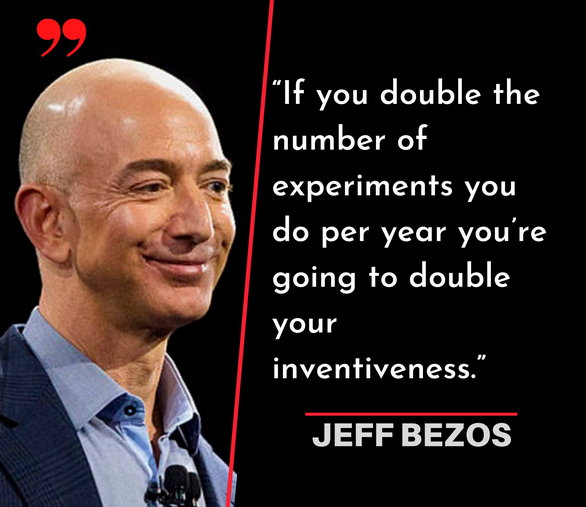 “If you double the
number of
experiments you
do per year you’re
going to double
your
inventiveness.”
JEFF BEZOS